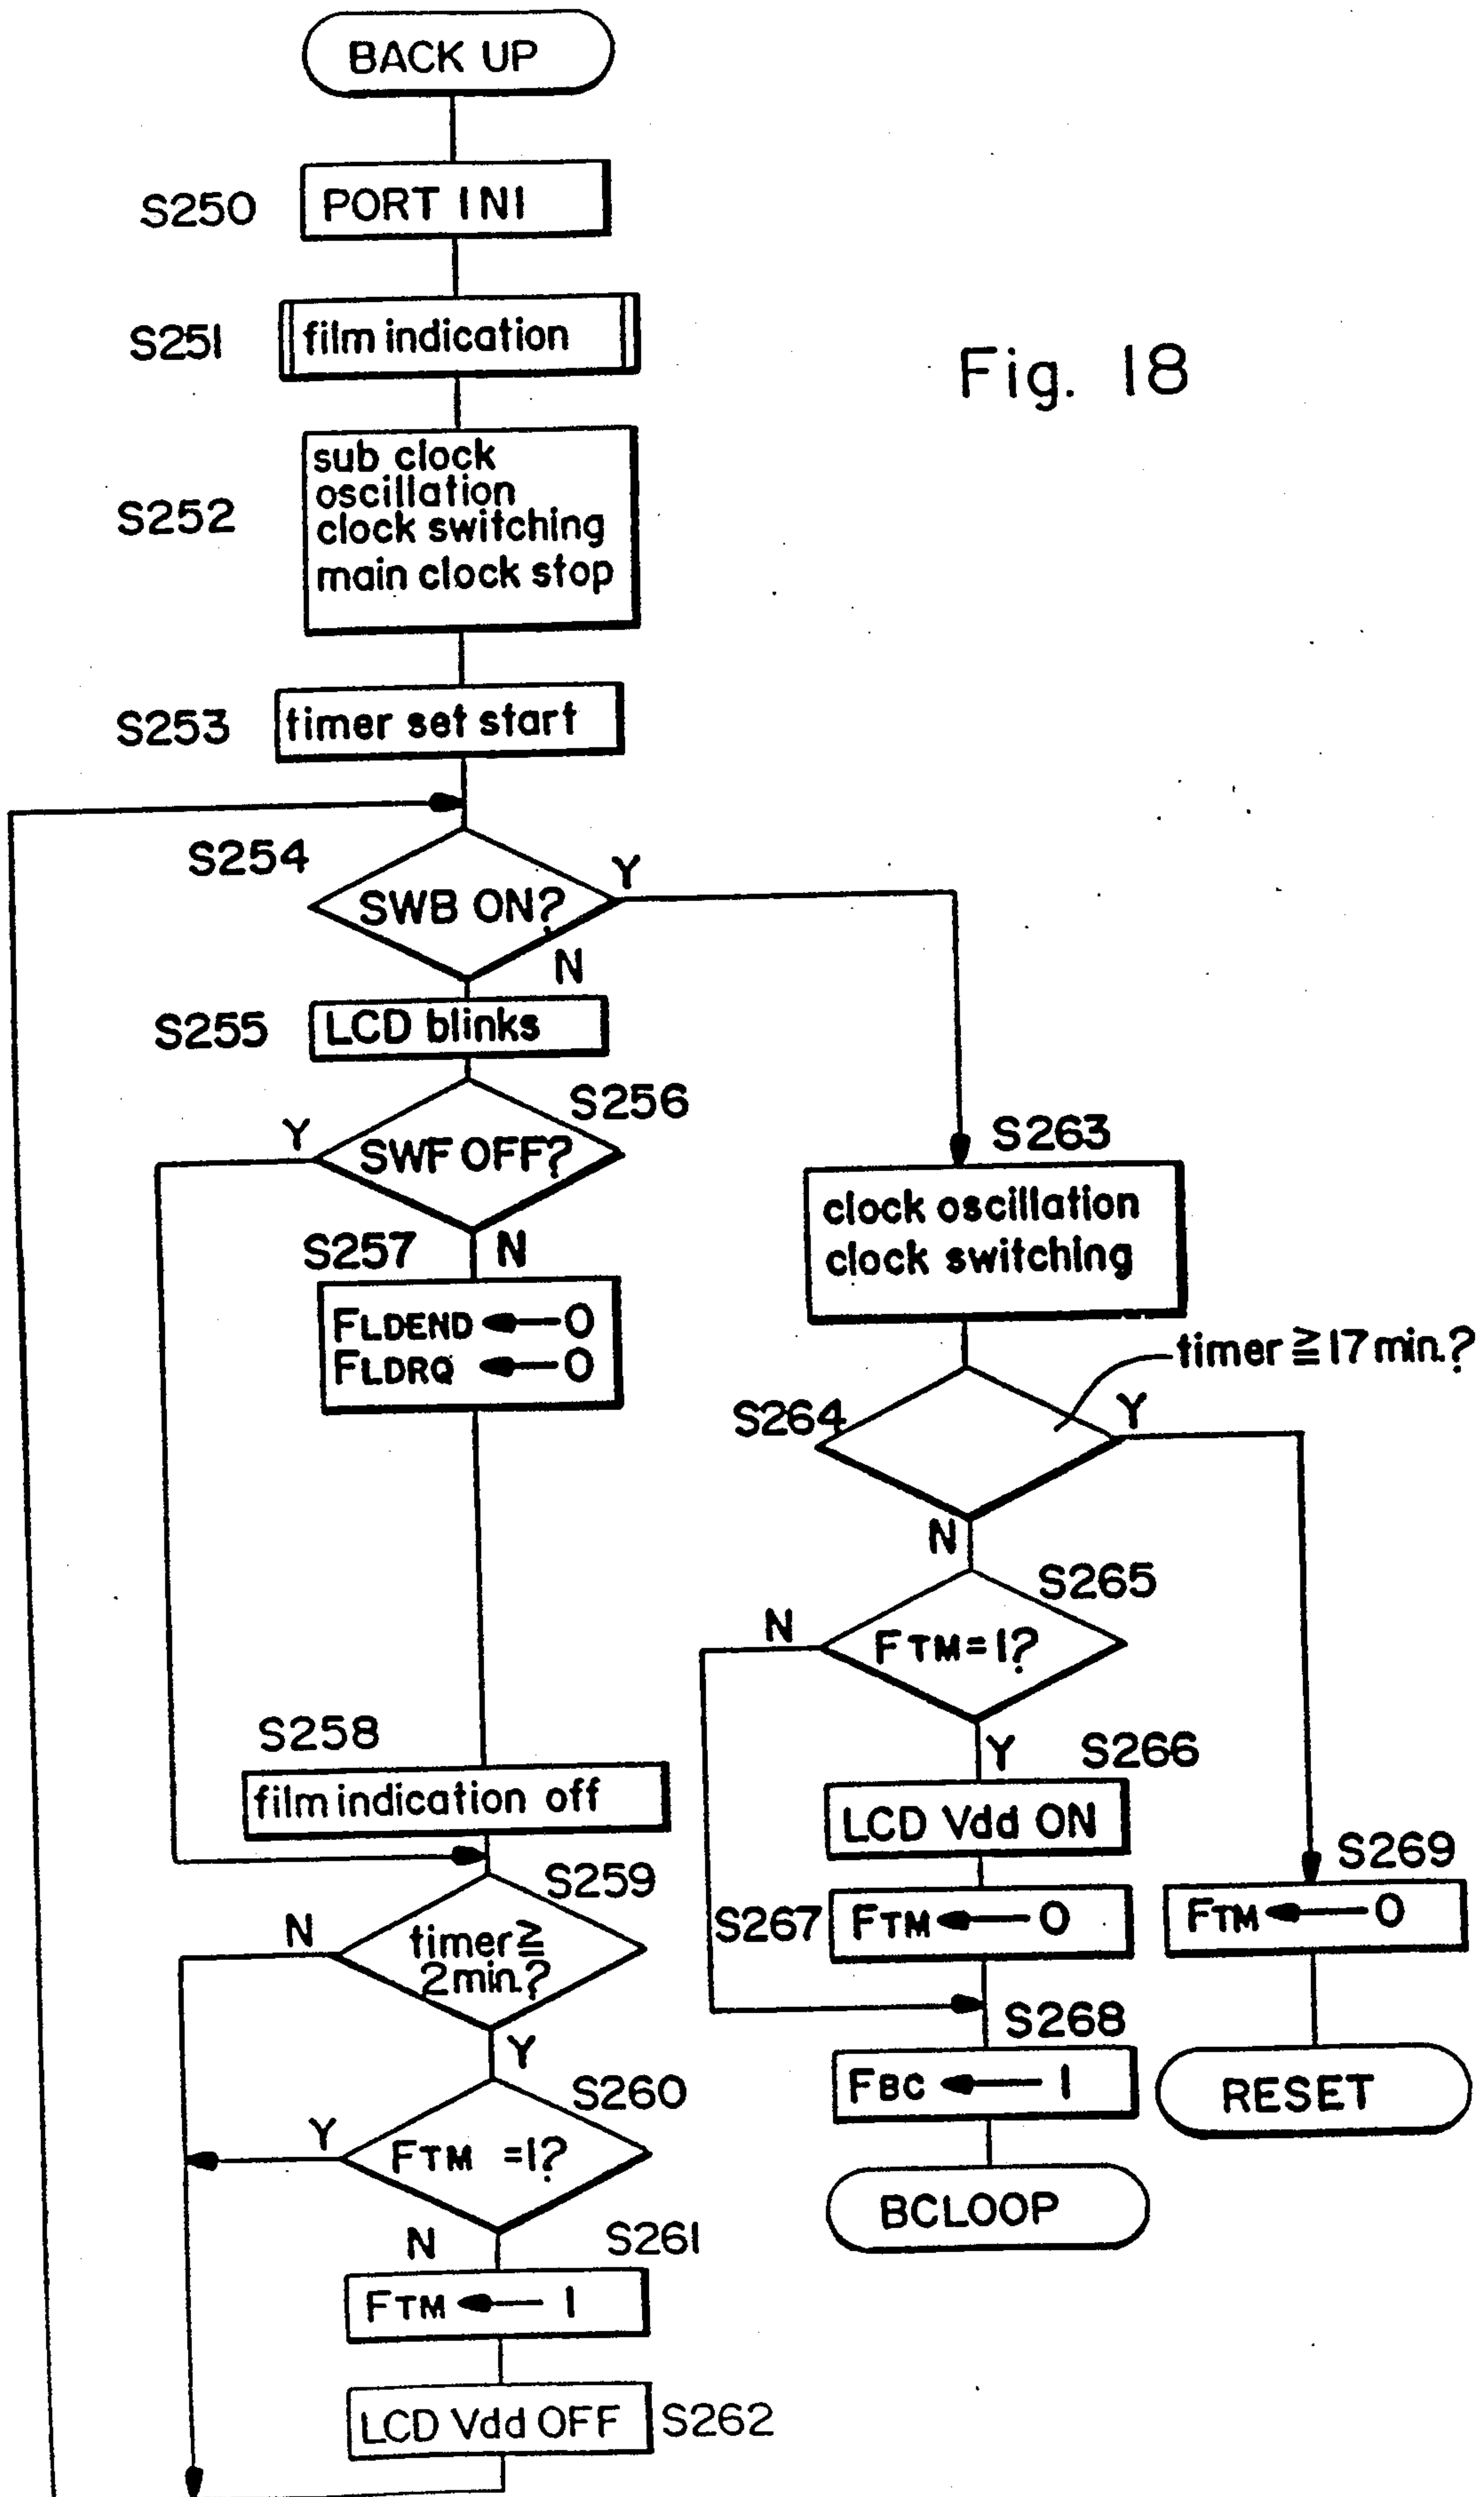 BACK UP
S250
PORT INI
S251
film indication
Fig. 18
S252
sub clock
oscillation
clock switching
main clock stop
S253
timer set start
S254
SWB ON?
Y
N
S255
LCD blinks
S256
Y
SWF OFF?
S257
N
FLDEND ← 0
FLDRQ ← 0
S258
film indication off
S259
N
timer ≧
2 min.?
Y
S260
Y
FTM =1?
N
S261
FTM ← 1
LCD Vdd OFF
S262
S263
clock oscillation
clock switching
timer ≧ 17 min.?
S264
Y
N
S265
N
FTM=1?
Y
S266
LCD Vdd ON
S267
FTM ← 0
S268
FBC ← 1
BCLOOP
S269
FTM ← 0
RESET